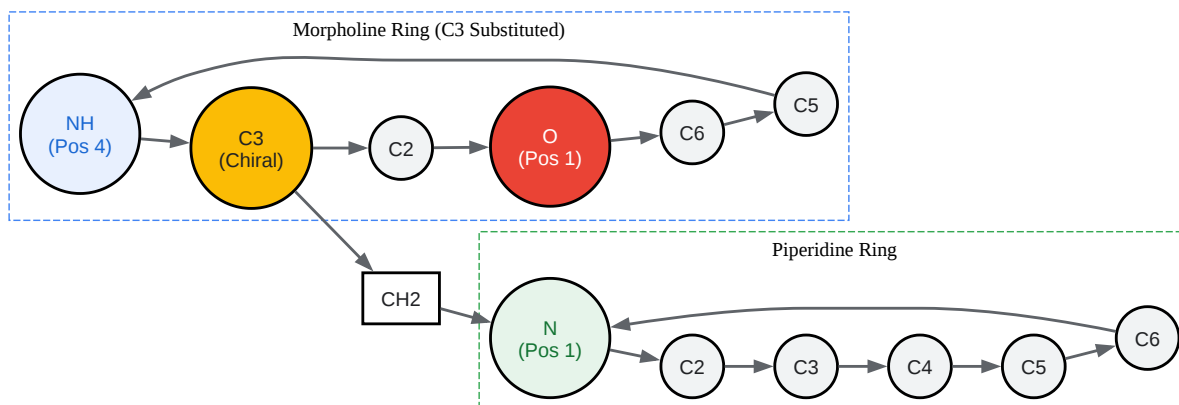 Morpholine Ring (C3 Substituted)
NH
(Pos 4)
C3
(Chiral)
C2
O
(Pos 1)
C6
C5
Piperidine Ring
CH2
N
(Pos 1)
C2
C3
C4
C5
C6